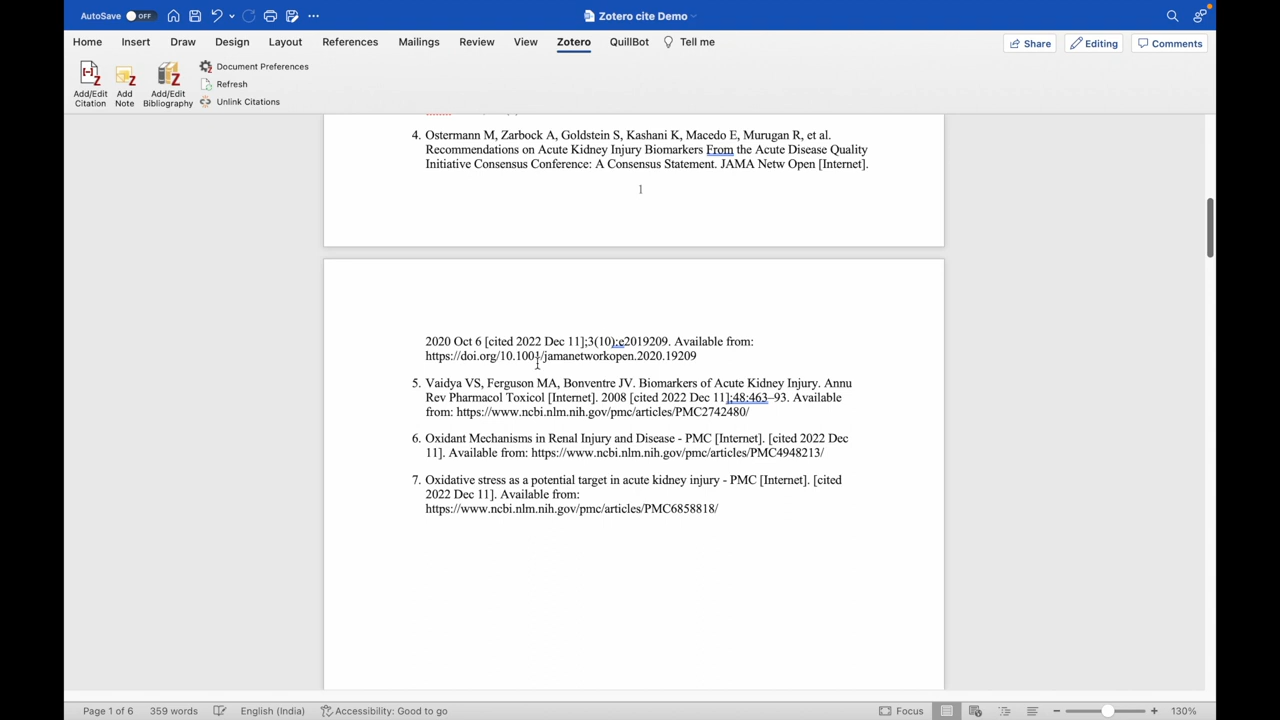 AutoSave OFF
Zotero cite Demo
Home Insert Draw Design Layout References Mailings Review View Zotero QuillBot Tell me
Share Editing Comments
Add/Edit Citation
Add Note
Add/Edit Bibliography
Document Preferences
Refresh
Unlink Citations
4. Ostermann M, Zarbock A, Goldstein S, Kashani K, Macedo E, Murugan R, et al.
Recommendations on Acute Kidney Injury Biomarkers From the Acute Disease Quality
Initiative Consensus Conference: A Consensus Statement. JAMA Netw Open [Internet].
1
2020 Oct 6 [cited 2022 Dec 11];3(10):e2019209. Available from:
https://doi.org/10.1001/jamanetworkopen.2020.19209
5. Vaidya VS, Ferguson MA, Bonventre JV. Biomarkers of Acute Kidney Injury. Annu
Rev Pharmacol Toxicol [Internet]. 2008 [cited 2022 Dec 11];48:463–93. Available
from: https://www.ncbi.nlm.nih.gov/pmc/articles/PMC2742480/
6. Oxidant Mechanisms in Renal Injury and Disease - PMC [Internet]. [cited 2022 Dec
11]. Available from: https://www.ncbi.nlm.nih.gov/pmc/articles/PMC4948213/
7. Oxidative stress as a potential target in acute kidney injury - PMC [Internet]. [cited
2022 Dec 11]. Available from:
https://www.ncbi.nlm.nih.gov/pmc/articles/PMC6858818/
Page 1 of 6 359 words English (India) Accessibility: Good to go Focus 130%